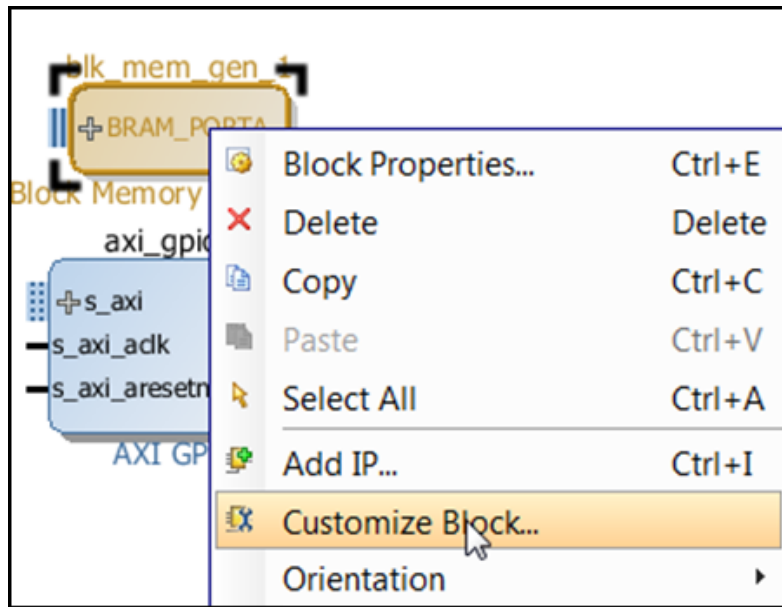 blk_mem_gen_1
BRAM_PORTA
Block Memory
axi_gpio
s_axi
s_axi_aclk
s_axi_aresetn
AXI GP
Block Properties... Ctrl+E
Delete Delete
Copy Ctrl+C
Paste Ctrl+V
Select All Ctrl+A
Add IP... Ctrl+I
Customize Block...
Orientation